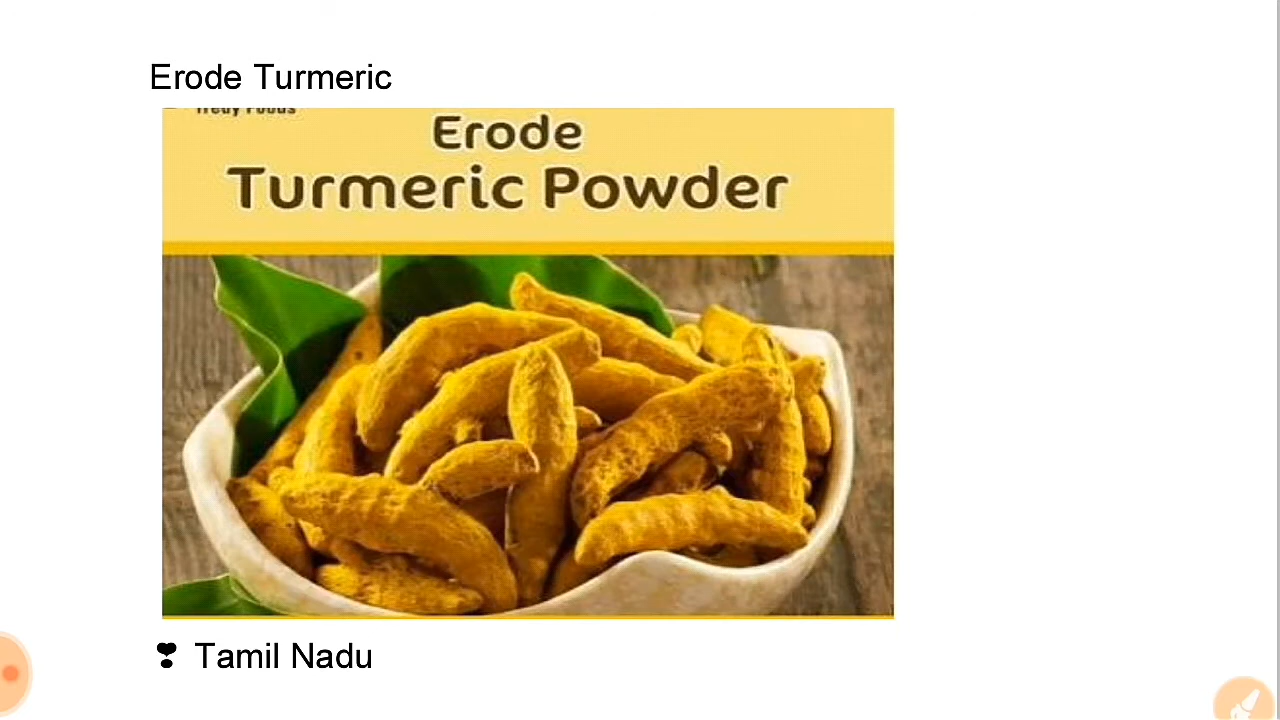 Erode Turmeric
Erode
Turmeric Powder
❣ Tamil Nadu